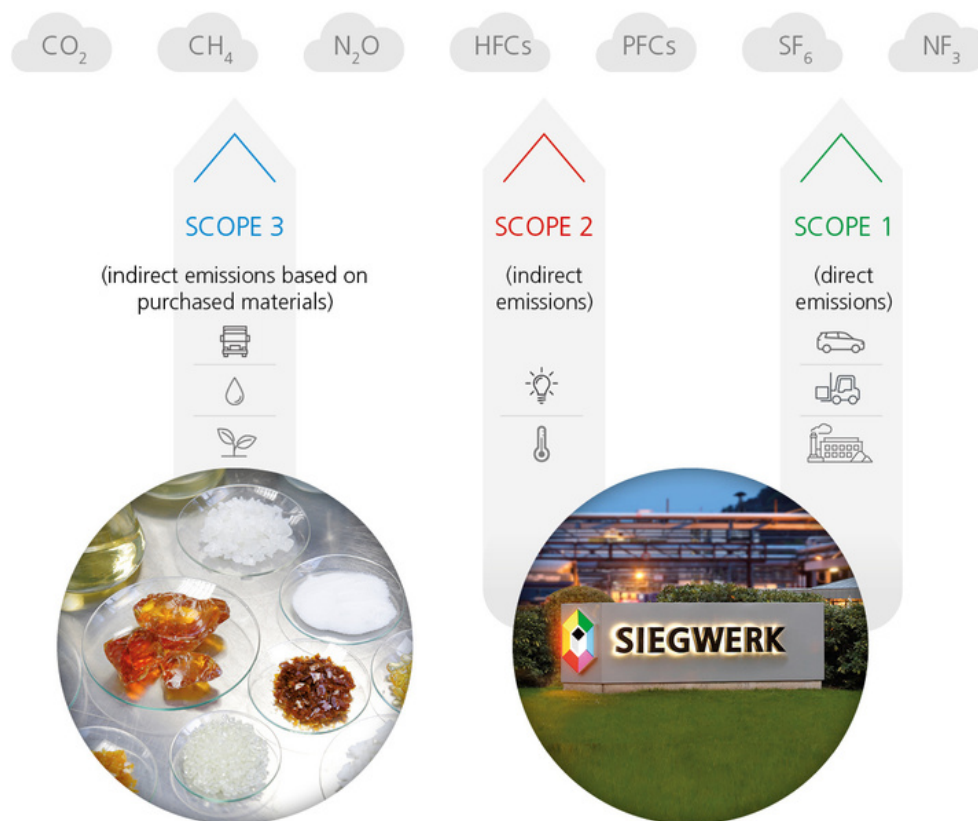 CO₂
CH₄
N₂O
HFCs
PFCs
SF₆
NF₃
SCOPE 3
(indirect emissions based on
purchased materials)
SCOPE 2
(indirect
emissions)
SCOPE 1
(direct
emissions)
SIEGWERK